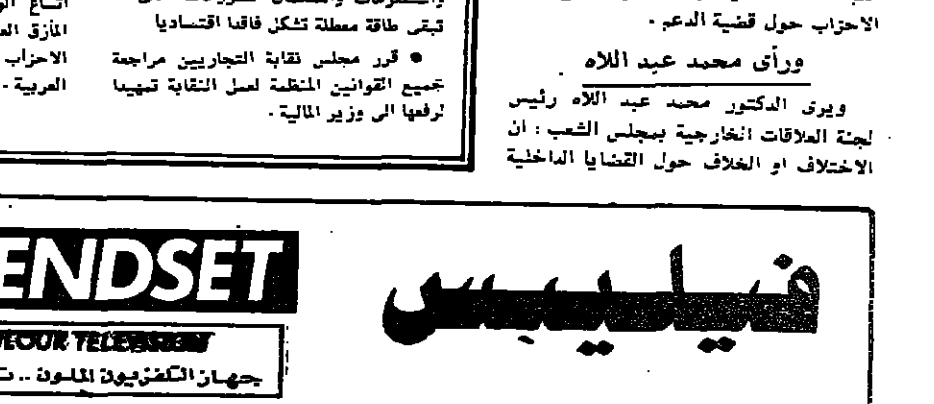 الاحزاب حول قضية الدعم .
ورأى محمد عبد اللاه
ويرى الدكتور محمد عبد اللاه رئيس
لجنة العلاقات الخارجية بمجلس الشعب : ان
الاختلاف او الخلاف حول القضايا الداخلية
تبقى طاقة معطلة تشكل فاقدا اقتصاديا
● قرر مجلس نقابة التجاريين مراجعة
جميع القوانين المنظمة لعمل النقابة تمهيدا
لرفعها الى وزير المالية .
المأزق
الاحزاب
العربية .
فيليبس
ENDSET
TELEVISION
جهاز التلفزيون الملون ..